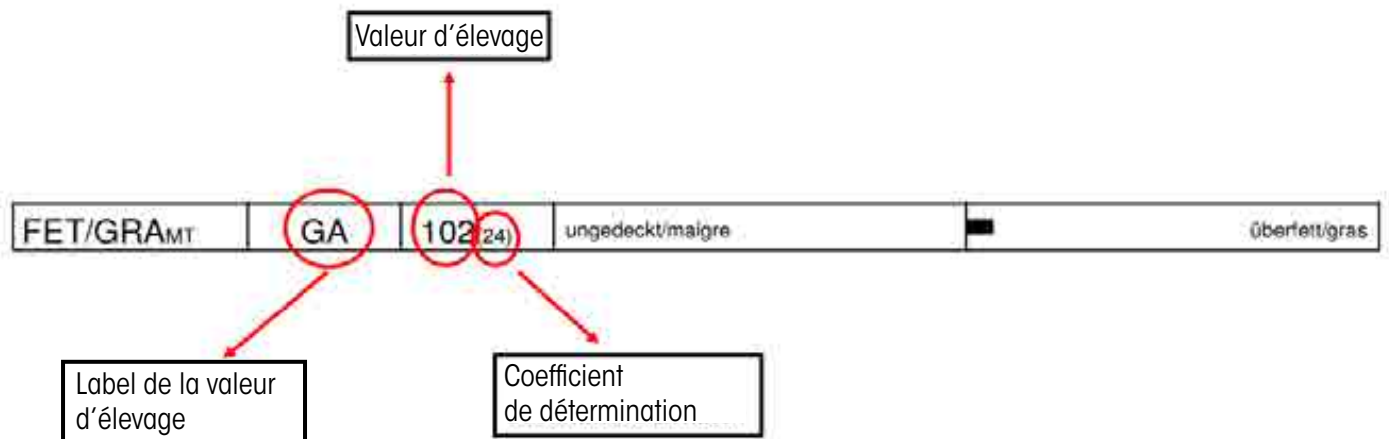 Valeur d'élevage
FET/GRAMT GA 102(24) ungedeckt/maigre überfett/gras
Label de la valeur
d'élevage
Coefficient
de détermination